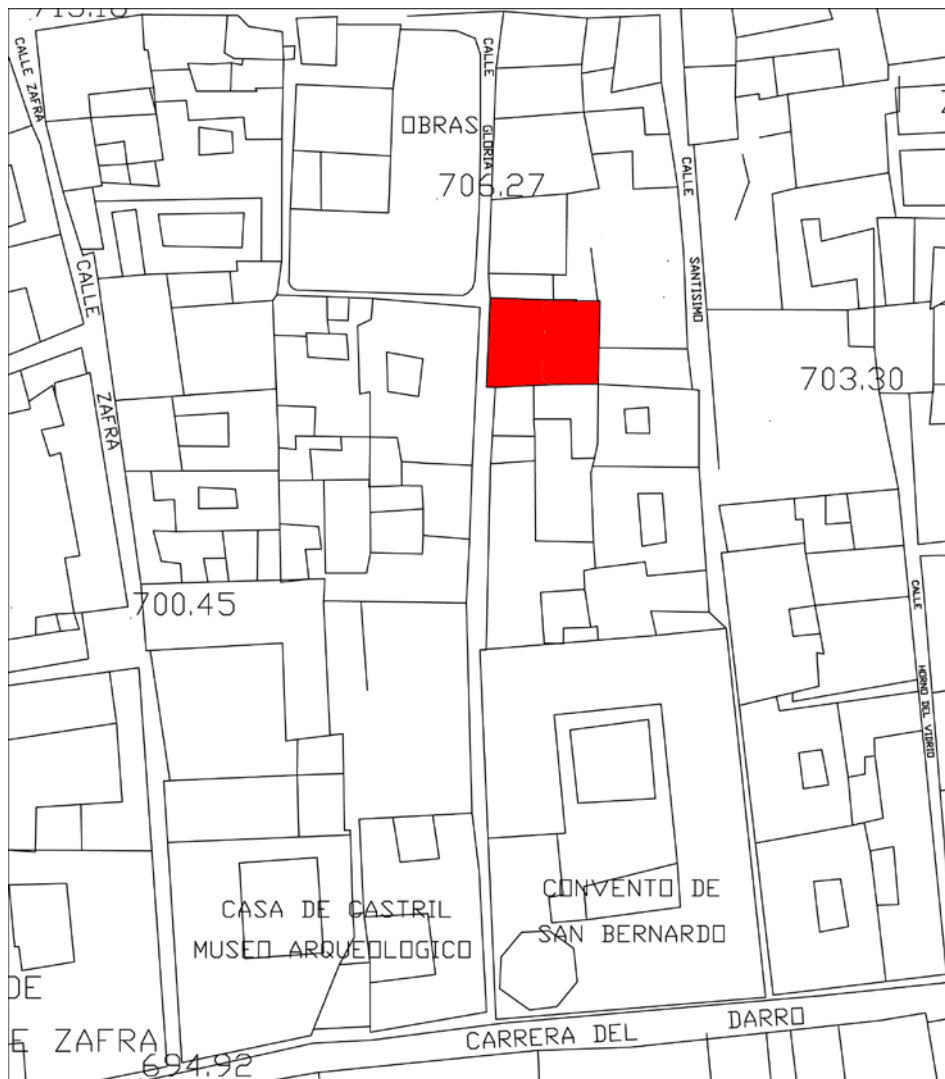 CALLE ZAFRA
CALLE
GLORIA
OBRAS
706.27
CALLE
SANTISIMO
CALLE
ZAFRA
703.30
700.45
CALLE
HORNO DEL VIDRIO
CASA DE CASTRIL
MUSEO ARQUEOLOGICO
CONVENTO DE
SAN BERNARDO
DE
E ZAFRA
694.92
CARRERA DEL DARRO